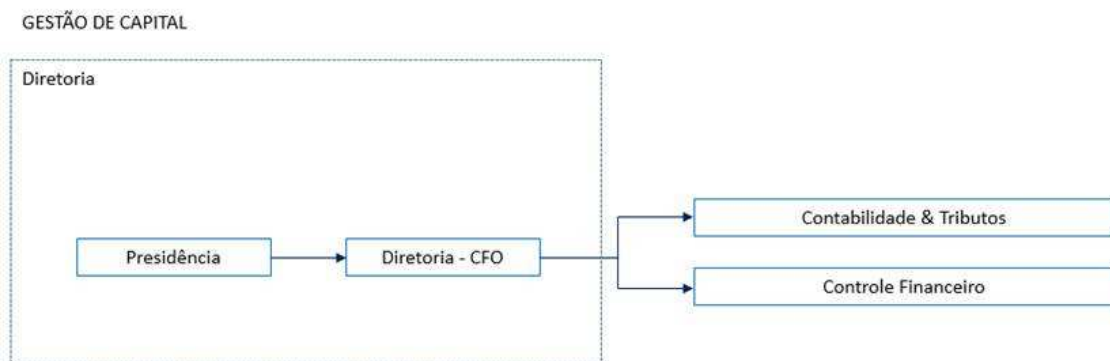 GESTÃO DE CAPITAL
Diretoria
Presidência
Diretoria - CFO
Contabilidade & Tributos
Controle Financeiro